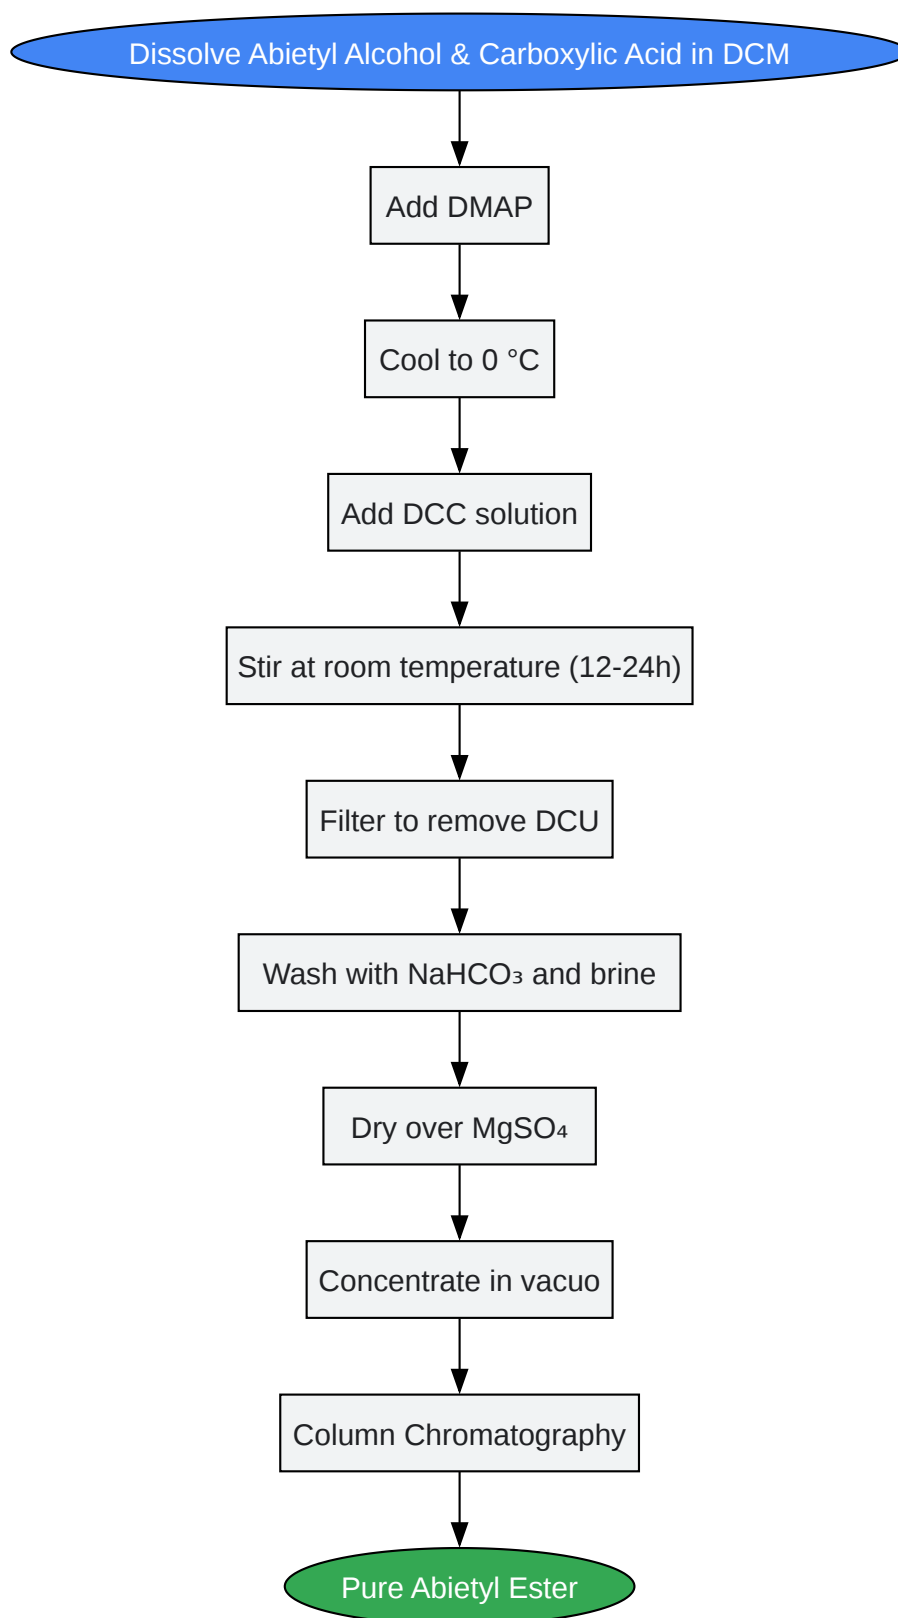 Dissolve Abietyl Alcohol & Carboxylic Acid in DCM
Add DMAP
Cool to 0 °C
Add DCC solution
Stir at room temperature (12-24h)
Filter to remove DCU
Wash with NaHCO₃ and brine
Dry over MgSO₄
Concentrate in vacuo
Column Chromatography
Pure Abietyl Ester